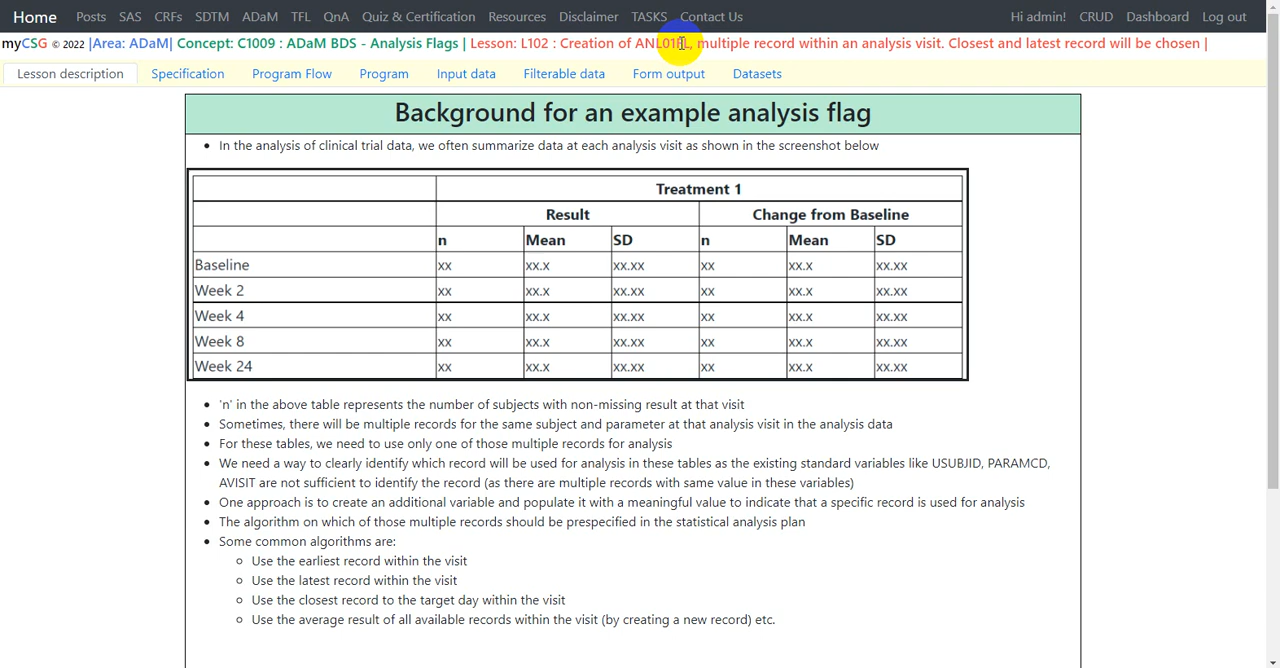 Home Posts SAS CRFs SDTM ADaM TFL QnA Quiz & Certification Resources Disclaimer TASKS Contact Us Hi admin! CRUD Dashboard Log out
myCSG © 2022 |Area: ADaM| Concept: C1009 : ADaM BDS - Analysis Flags | Lesson: L102 : Creation of ANL01FL, multiple record within an analysis visit. Closest and latest record will be chosen |
Lesson description Specification Program Flow Program Input data Filterable data Form output Datasets
Background for an example analysis flag
• In the analysis of clinical trial data, we often summarize data at each analysis visit as shown in the screenshot below
Treatment 1
Result Change from Baseline
n Mean SD n Mean SD
Baseline xx xx.x xx.xx xx xx.x xx.xx
Week 2 xx xx.x xx.xx xx xx.x xx.xx
Week 4 xx xx.x xx.xx xx xx.x xx.xx
Week 8 xx xx.x xx.xx xx xx.x xx.xx
Week 24 xx xx.x xx.xx xx xx.x xx.xx
• 'n' in the above table represents the number of subjects with non-missing result at that visit
• Sometimes, there will be multiple records for the same subject and parameter at that analysis visit in the analysis data
• For these tables, we need to use only one of those multiple records for analysis
• We need a way to clearly identify which record will be used for analysis in these tables as the existing standard variables like USUBJID, PARAMCD,
AVISIT are not sufficient to identify the record (as there are multiple records with same value in these variables)
• One approach is to create an additional variable and populate it with a meaningful value to indicate that a specific record is used for analysis
• The algorithm on which of those multiple records should be prespecified in the statistical analysis plan
• Some common algorithms are:
○ Use the earliest record within the visit
○ Use the latest record within the visit
○ Use the closest record to the target day within the visit
○ Use the average result of all available records within the visit (by creating a new record) etc.